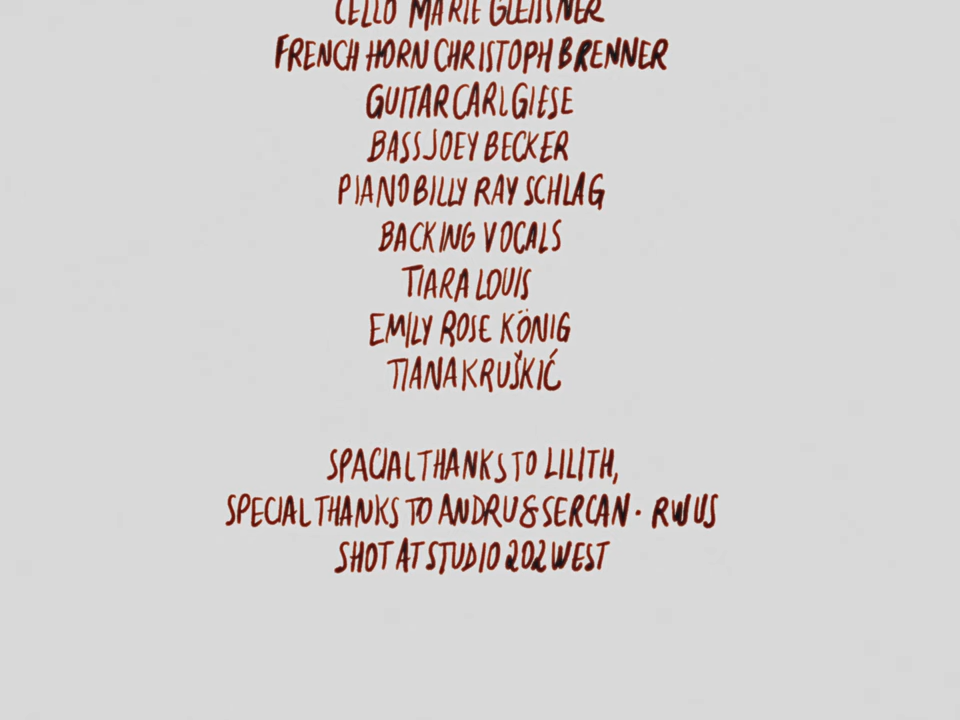 CELLO MARIE GLEISSNER
FRENCH HORN CHRISTOPH BRENNER
GUITAR CARL GIESE
BASS JOEY BECKER
PIANO BILLY RAY SCHLAG
BACKING VOCALS
TIARA LOUIS
EMILY ROSE KÖNIG
TIANA KRUŠKIĆ
SPACIAL THANKS TO LILITH,
SPECIAL THANKS TO ANDRU & SERCAN · RWUS
SHOT AT STUDIO 202 WEST